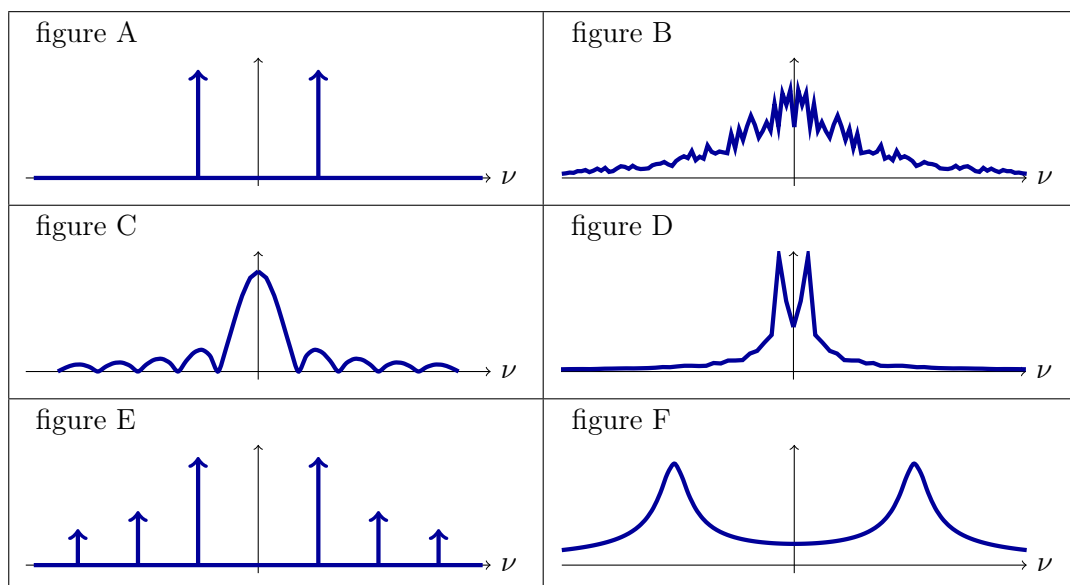 figure A
ν
figure B
ν
figure C
ν
figure D
ν
figure E
ν
figure F
ν